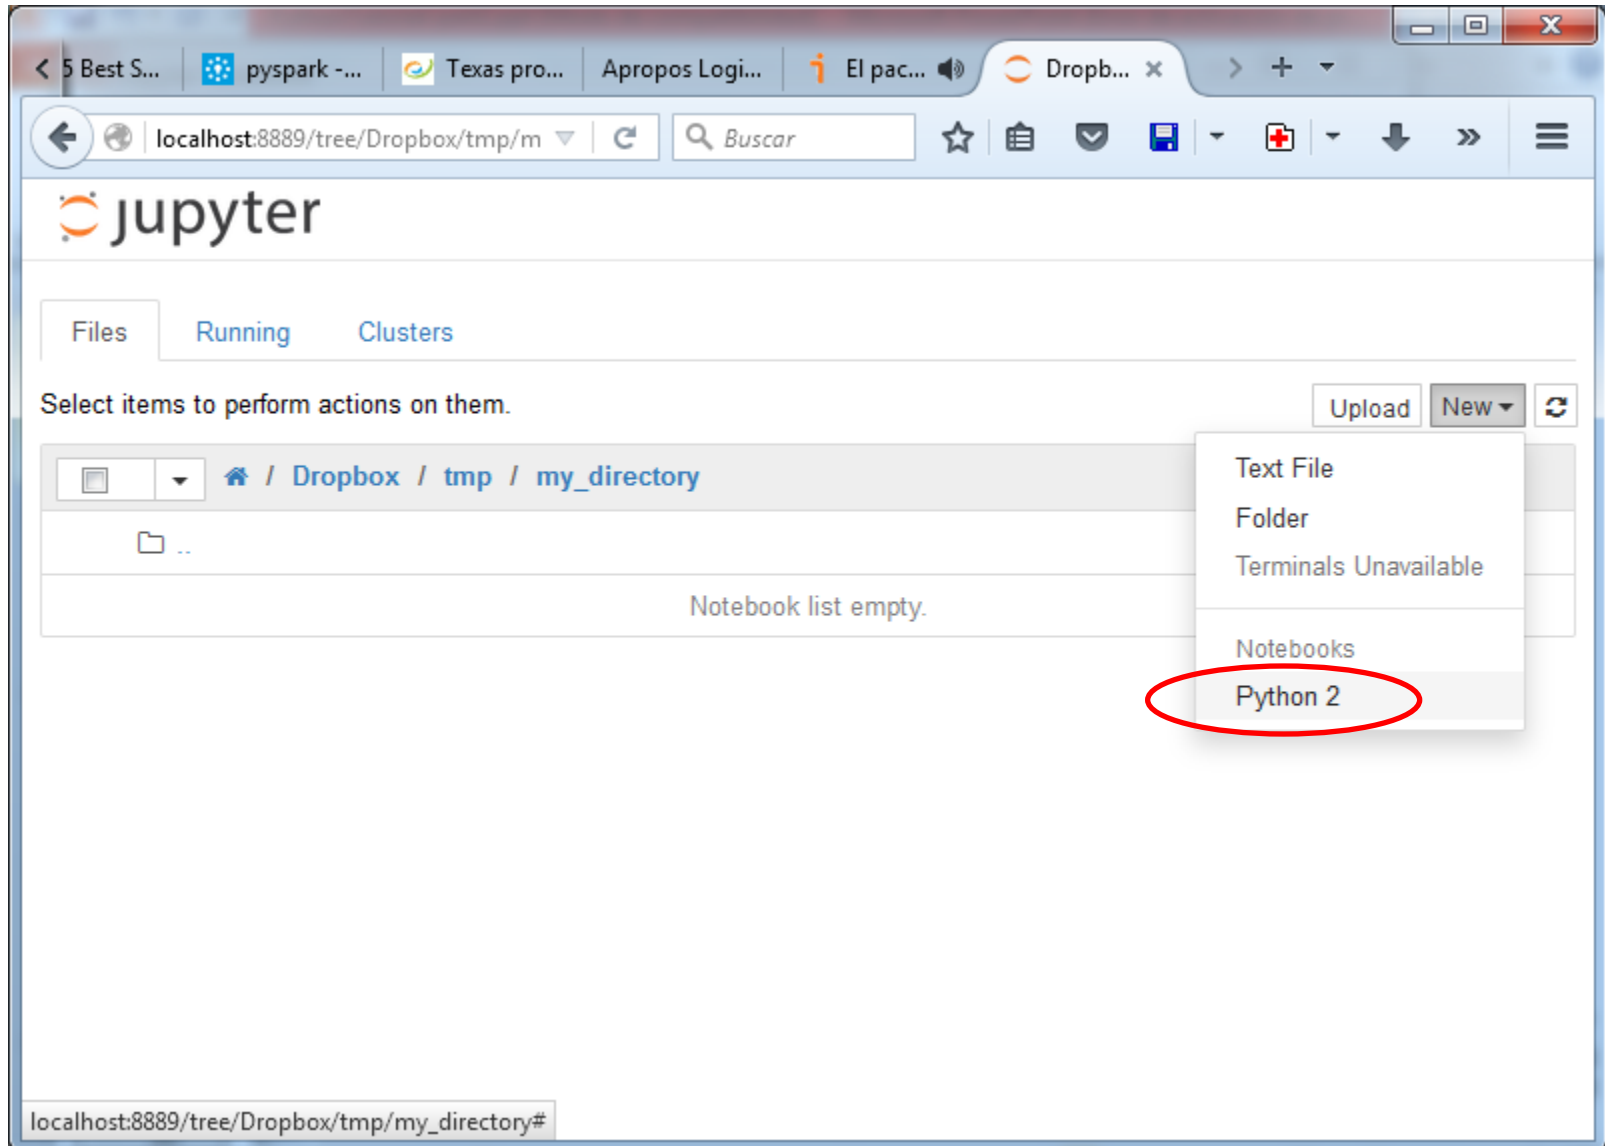 5 Best S... pyspark -... Texas pro... Apropos Logi... El pac... Dropb...
localhost:8889/tree/Dropbox/tmp/m Buscar
jupyter
Files Running Clusters
Select items to perform actions on them. Upload New
/ Dropbox / tmp / my_directory
..
Notebook list empty.
Text File
Folder
Terminals Unavailable
Notebooks
Python 2
localhost:8889/tree/Dropbox/tmp/my_directory#